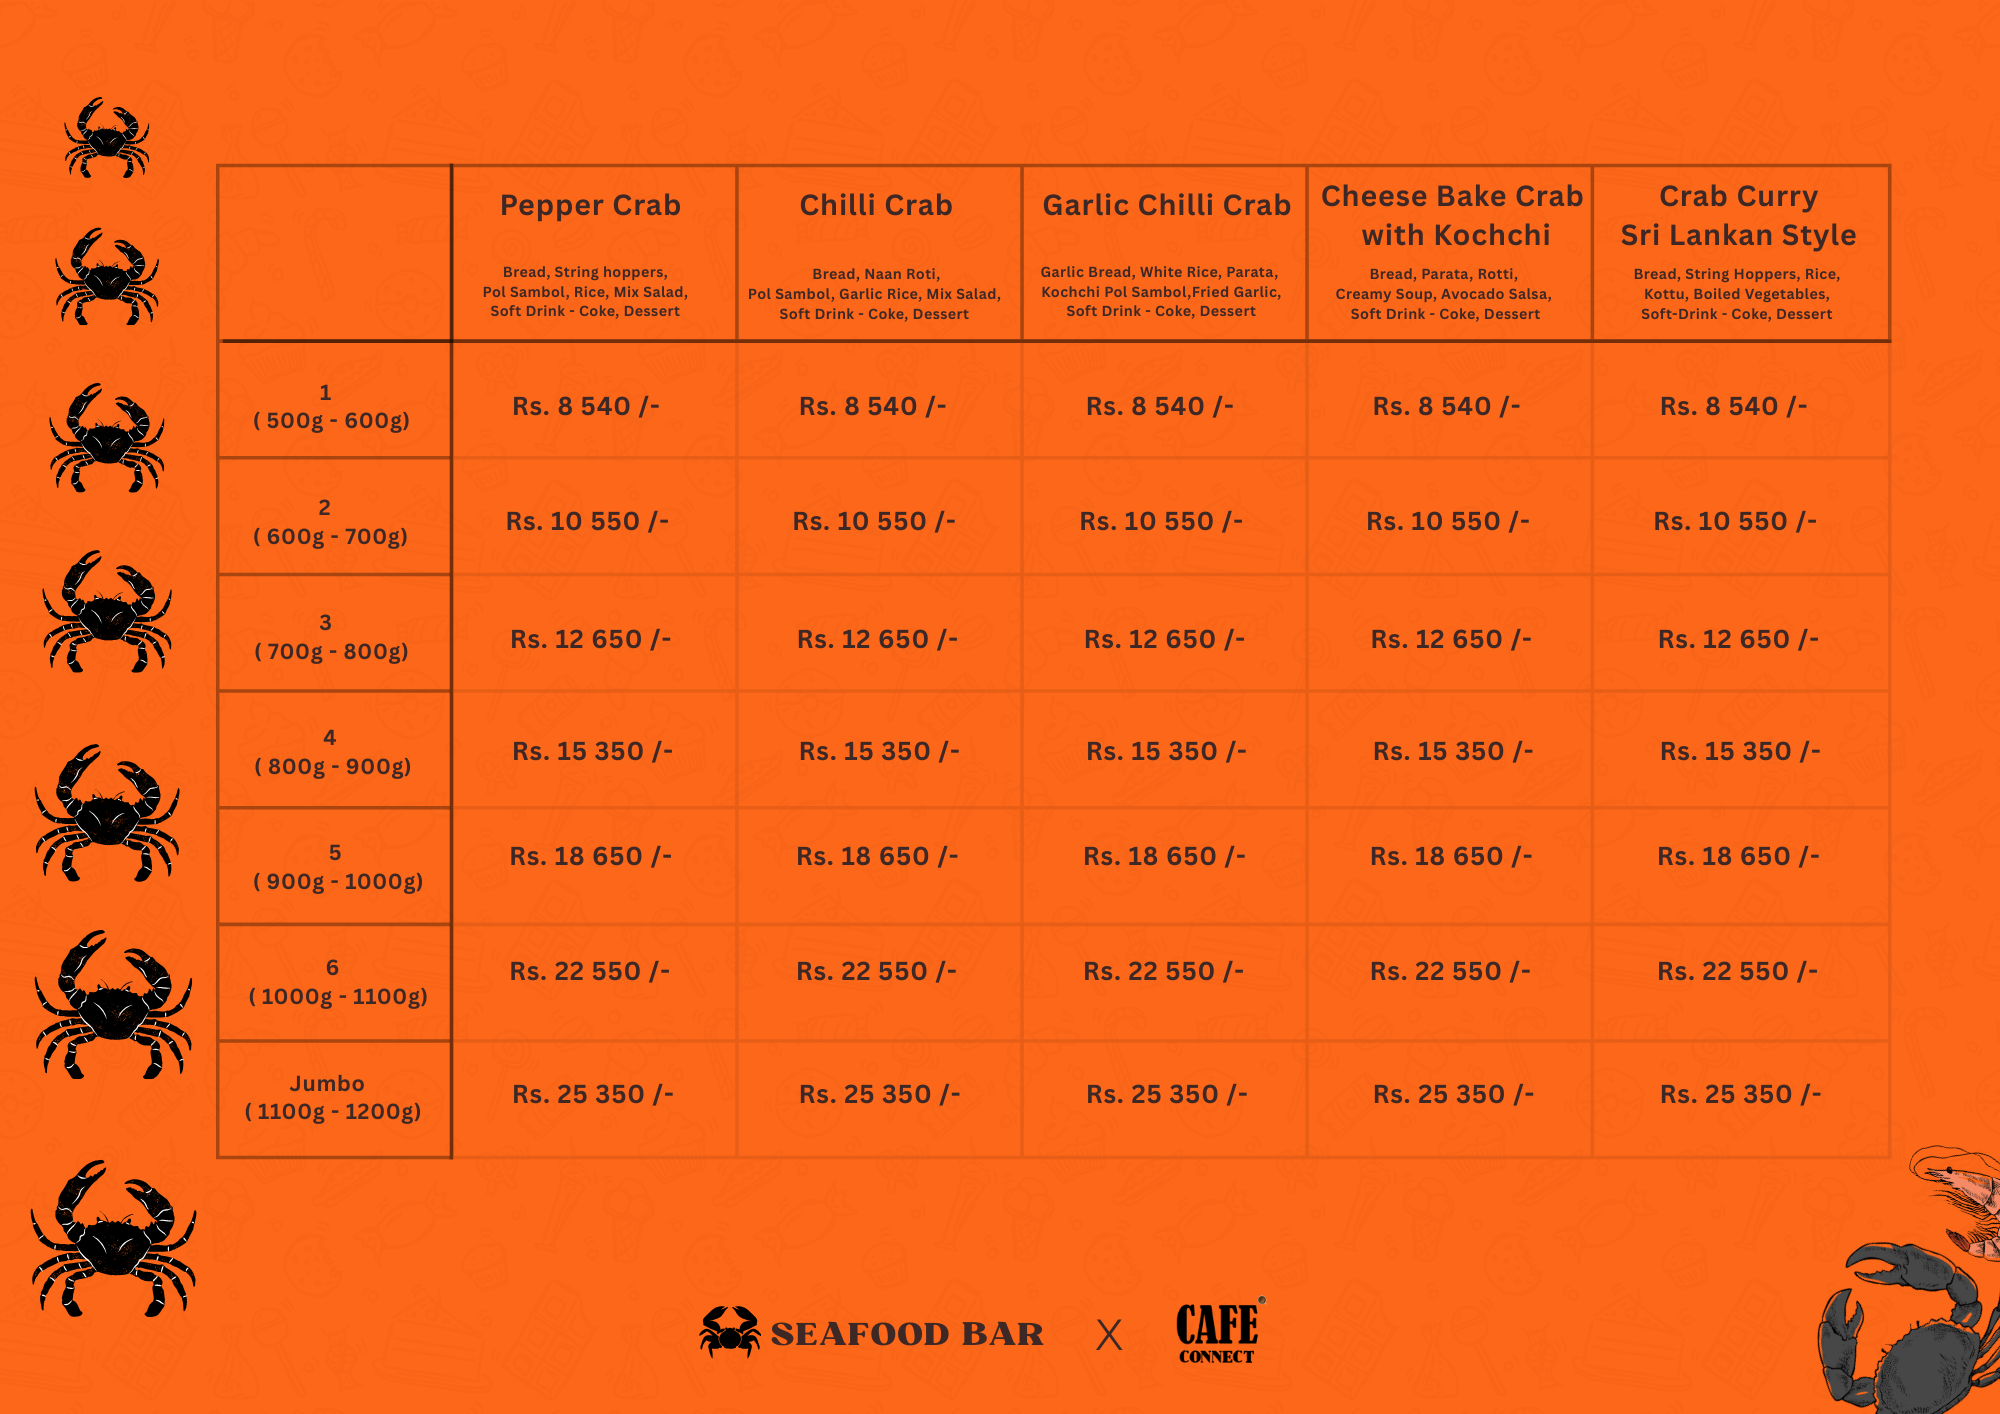 Pepper Crab
Bread, String hoppers,
Pol Sambol, Rice, Mix Salad,
Soft Drink - Coke, Dessert
Chilli Crab
Bread, Naan Roti,
Pol Sambol, Garlic Rice, Mix Salad,
Soft Drink - Coke, Dessert
Garlic Chilli Crab
Garlic Bread, White Rice, Parata,
Kochchi Pol Sambol,Fried Garlic,
Soft Drink - Coke, Dessert
Cheese Bake Crab
with Kochchi
Bread, Parata, Rotti,
Creamy Soup, Avocado Salsa,
Soft Drink - Coke, Dessert
Crab Curry
Sri Lankan Style
Bread, String Hoppers, Rice,
Kottu, Boiled Vegetables,
Soft-Drink - Coke, Dessert
1
( 500g - 600g)
Rs. 8 540 /-
Rs. 8 540 /-
Rs. 8 540 /-
Rs. 8 540 /-
Rs. 8 540 /-
2
( 600g - 700g)
Rs. 10 550 /-
Rs. 10 550 /-
Rs. 10 550 /-
Rs. 10 550 /-
Rs. 10 550 /-
3
( 700g - 800g)
Rs. 12 650 /-
Rs. 12 650 /-
Rs. 12 650 /-
Rs. 12 650 /-
Rs. 12 650 /-
4
( 800g - 900g)
Rs. 15 350 /-
Rs. 15 350 /-
Rs. 15 350 /-
Rs. 15 350 /-
Rs. 15 350 /-
5
( 900g - 1000g)
Rs. 18 650 /-
Rs. 18 650 /-
Rs. 18 650 /-
Rs. 18 650 /-
Rs. 18 650 /-
6
( 1000g - 1100g)
Rs. 22 550 /-
Rs. 22 550 /-
Rs. 22 550 /-
Rs. 22 550 /-
Rs. 22 550 /-
Jumbo
( 1100g - 1200g)
Rs. 25 350 /-
Rs. 25 350 /-
Rs. 25 350 /-
Rs. 25 350 /-
Rs. 25 350 /-
SEAFOOD BAR
X
CAFE
CONNECT